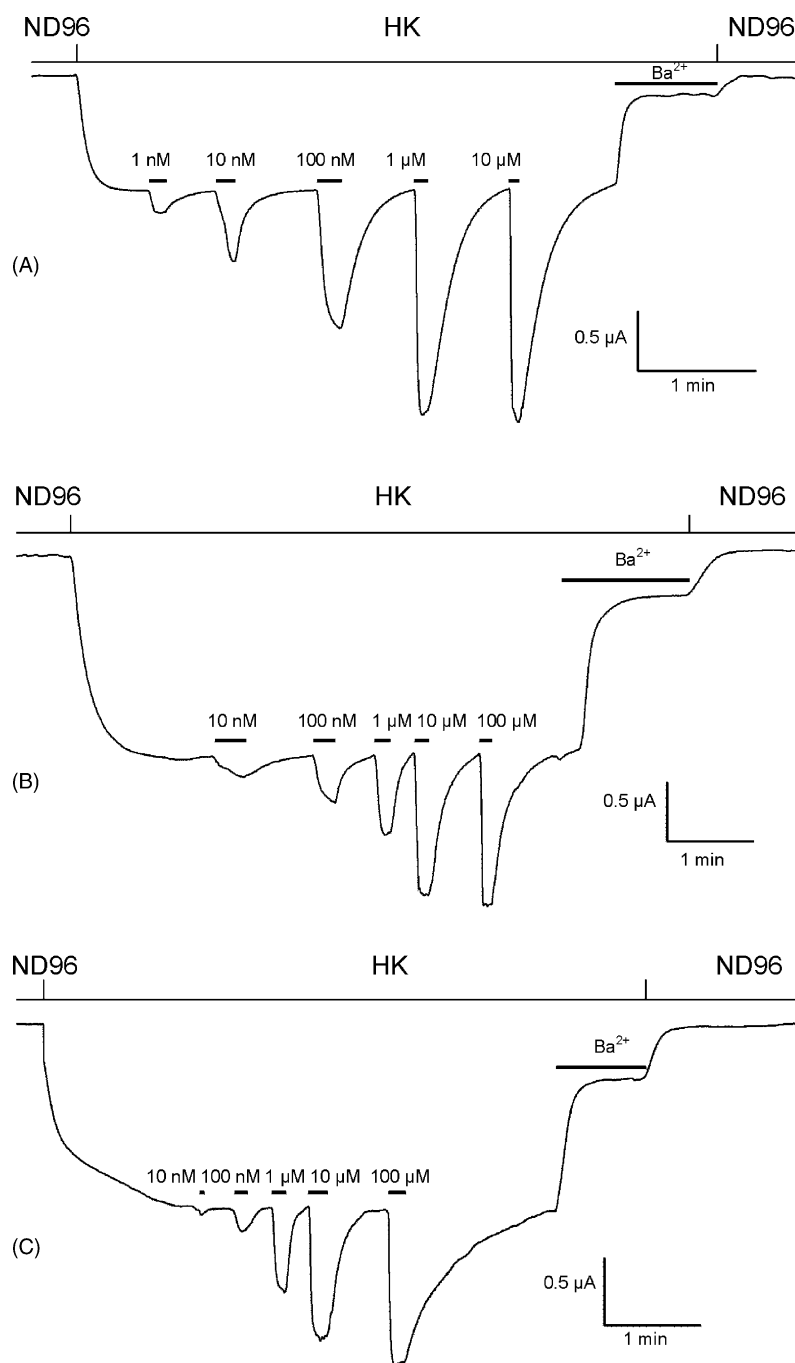 ND96 HK ND96
Ba2+
1 nM 10 nM 100 nM 1 µM 10 µM
(A)
0.5 µA
1 min
ND96 HK ND96
Ba2+
10 nM 100 nM 1 µM 10 µM 100 µM
(B)
0.5 µA
1 min
ND96 HK ND96
Ba2+
10 nM 100 nM 1 µM 10 µM 100 µM
(C)
0.5 µA
1 min